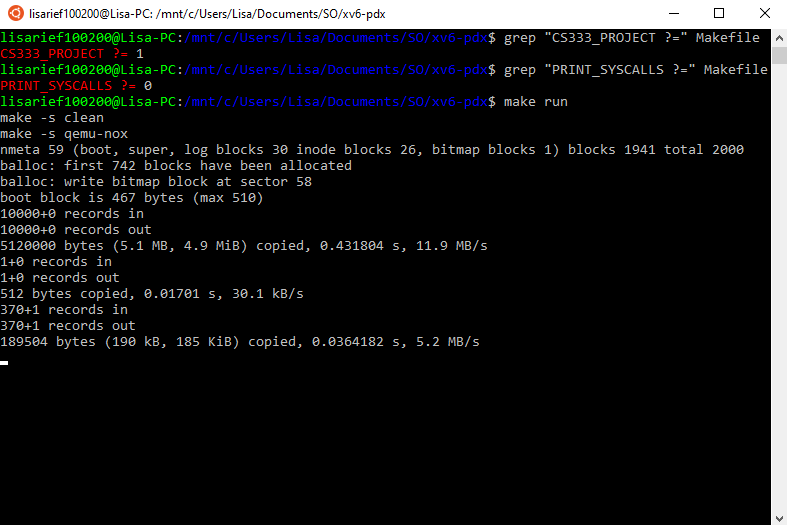 lisarief100200@Lisa-PC: /mnt/c/Users/Lisa/Documents/SO/xv6-pdx
lisarief100200@Lisa-PC:/mnt/c/Users/Lisa/Documents/SO/xv6-pdx$ grep "CS333_PROJECT ?=" Makefile
CS333_PROJECT ?= 1
lisarief100200@Lisa-PC:/mnt/c/Users/Lisa/Documents/SO/xv6-pdx$ grep "PRINT_SYSCALLS ?=" Makefile
PRINT_SYSCALLS ?= 0
lisarief100200@Lisa-PC:/mnt/c/Users/Lisa/Documents/SO/xv6-pdx$ make run
make -s clean
make -s qemu-nox
nmeta 59 (boot, super, log blocks 30 inode blocks 26, bitmap blocks 1) blocks 1941 total 2000
balloc: first 742 blocks have been allocated
balloc: write bitmap block at sector 58
boot block is 467 bytes (max 510)
10000+0 records in
10000+0 records out
5120000 bytes (5.1 MB, 4.9 MiB) copied, 0.431804 s, 11.9 MB/s
1+0 records in
1+0 records out
512 bytes copied, 0.01701 s, 30.1 kB/s
370+1 records in
370+1 records out
189504 bytes (190 kB, 185 KiB) copied, 0.0364182 s, 5.2 MB/s